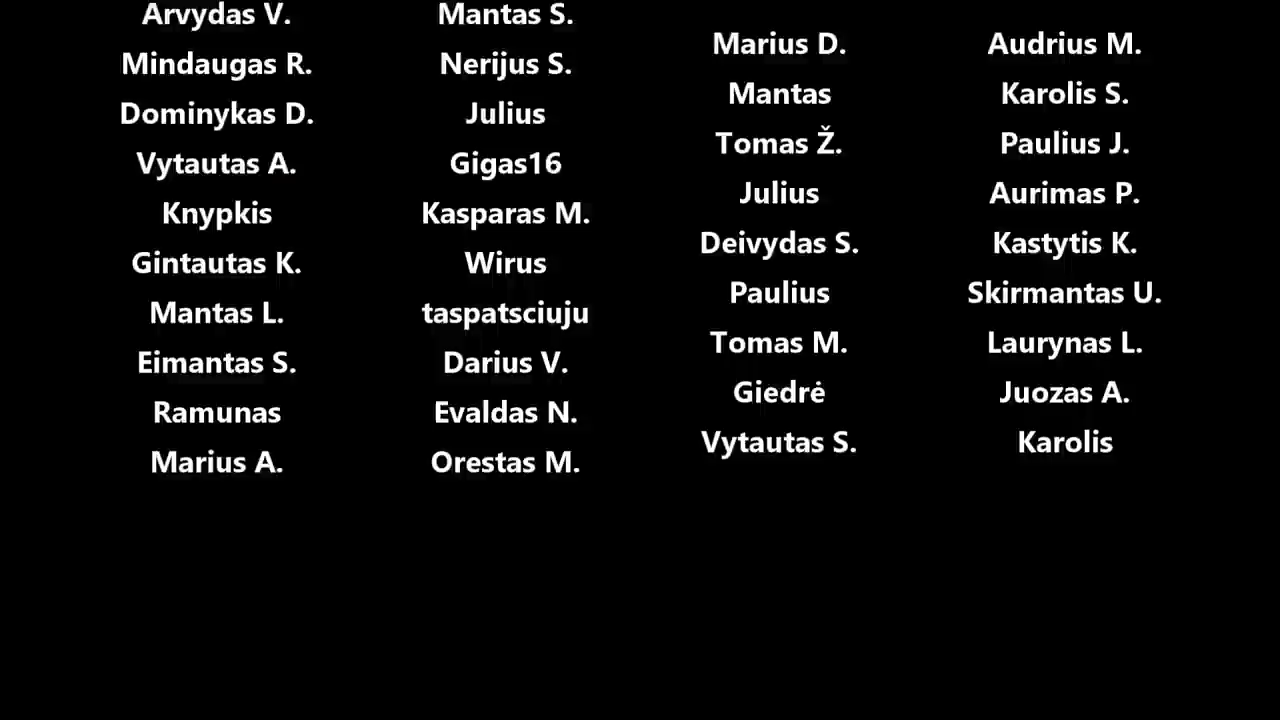 Arvydas V.
Mindaugas R.
Dominykas D.
Vytautas A.
Knypkis
Gintautas K.
Mantas L.
Eimantas S.
Ramunas
Marius A.
Mantas S.
Nerijus S.
Julius
Gigas16
Kasparas M.
Wirus
taspatsciuju
Darius V.
Evaldas N.
Orestas M.
Marius D.
Mantas
Tomas Ž.
Julius
Deivydas S.
Paulius
Tomas M.
Giedrė
Vytautas S.
Audrius M.
Karolis S.
Paulius J.
Aurimas P.
Kastytis K.
Skirmantas U.
Laurynas L.
Juozas A.
Karolis